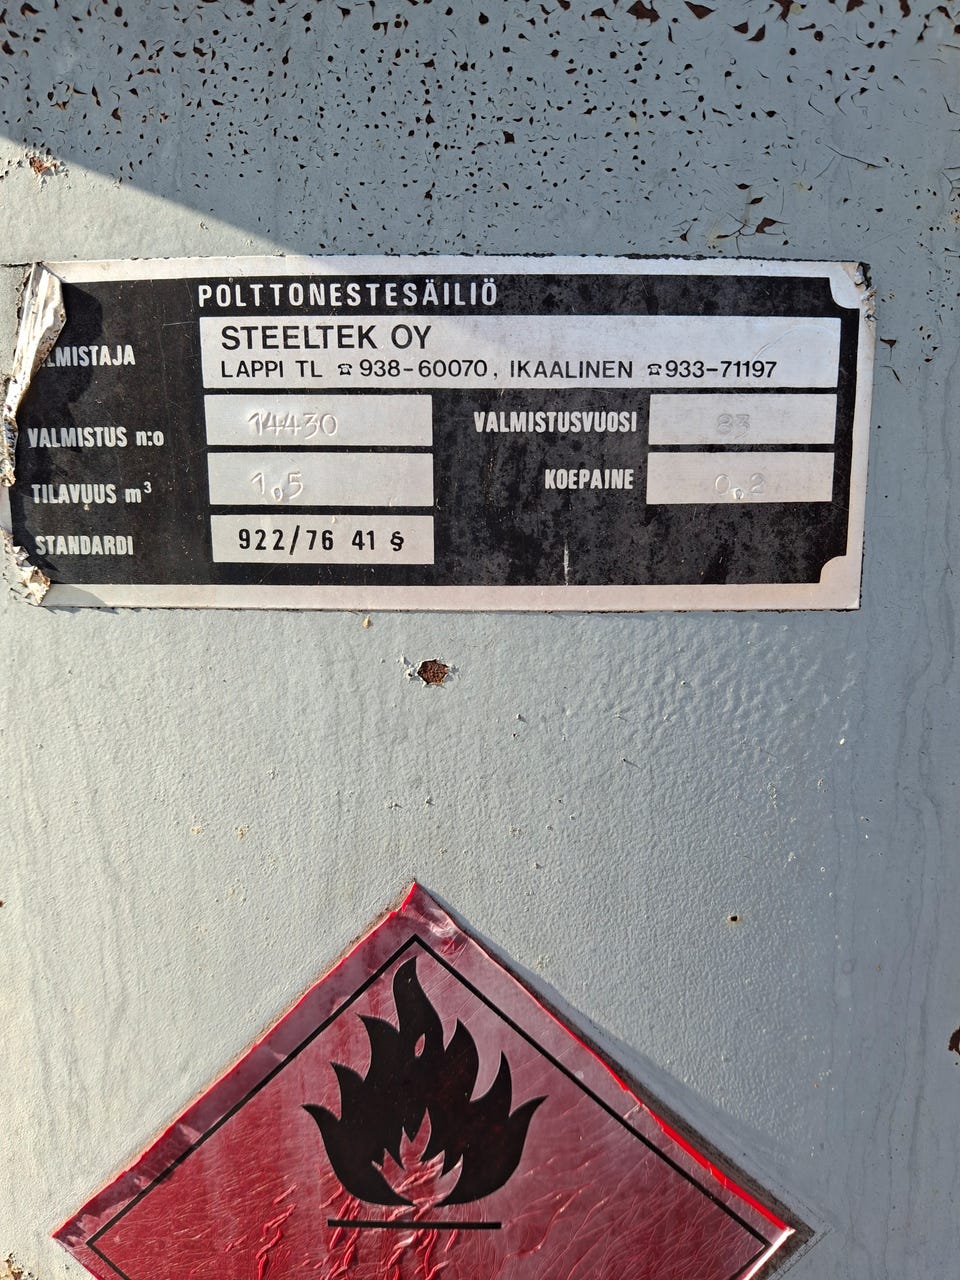 POLTTONESTESÄILIÖ
LMISTAJA STEELTEK OY
LAPPI TL ☎ 938-60070, IKAALINEN ☎ 933-71197
VALMISTUS n:o 14430 VALMISTUSVUOSI 83
TILAVUUS m³ 1,5 KOEPAINE 0,2
STANDARDI 922/76 41 §